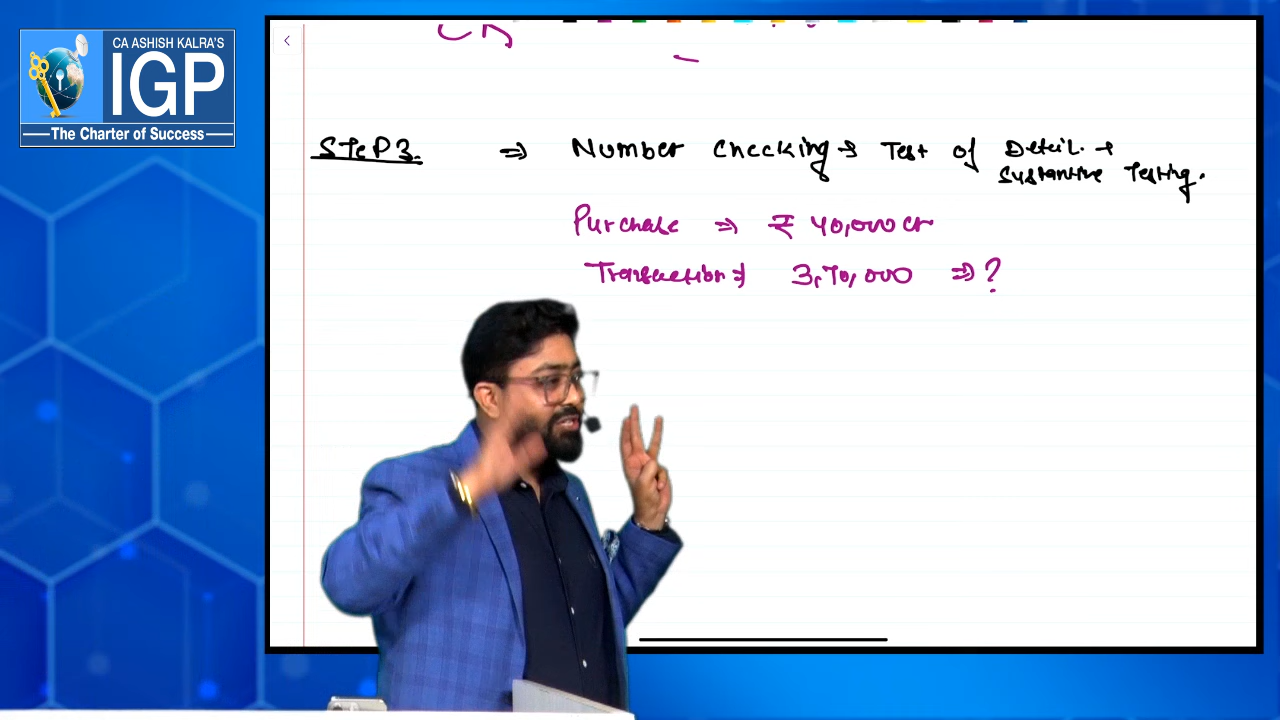 CA ASHISH KALRA'S
IGP
The Charter of Success
STeP 3. ⇒ Number Checking → Test of Detail. →
Sustantive Testing.
Purchase ⇒ ₹ 40,000 cr
Transaction ⇒ 3,70,000 ⇒ ?